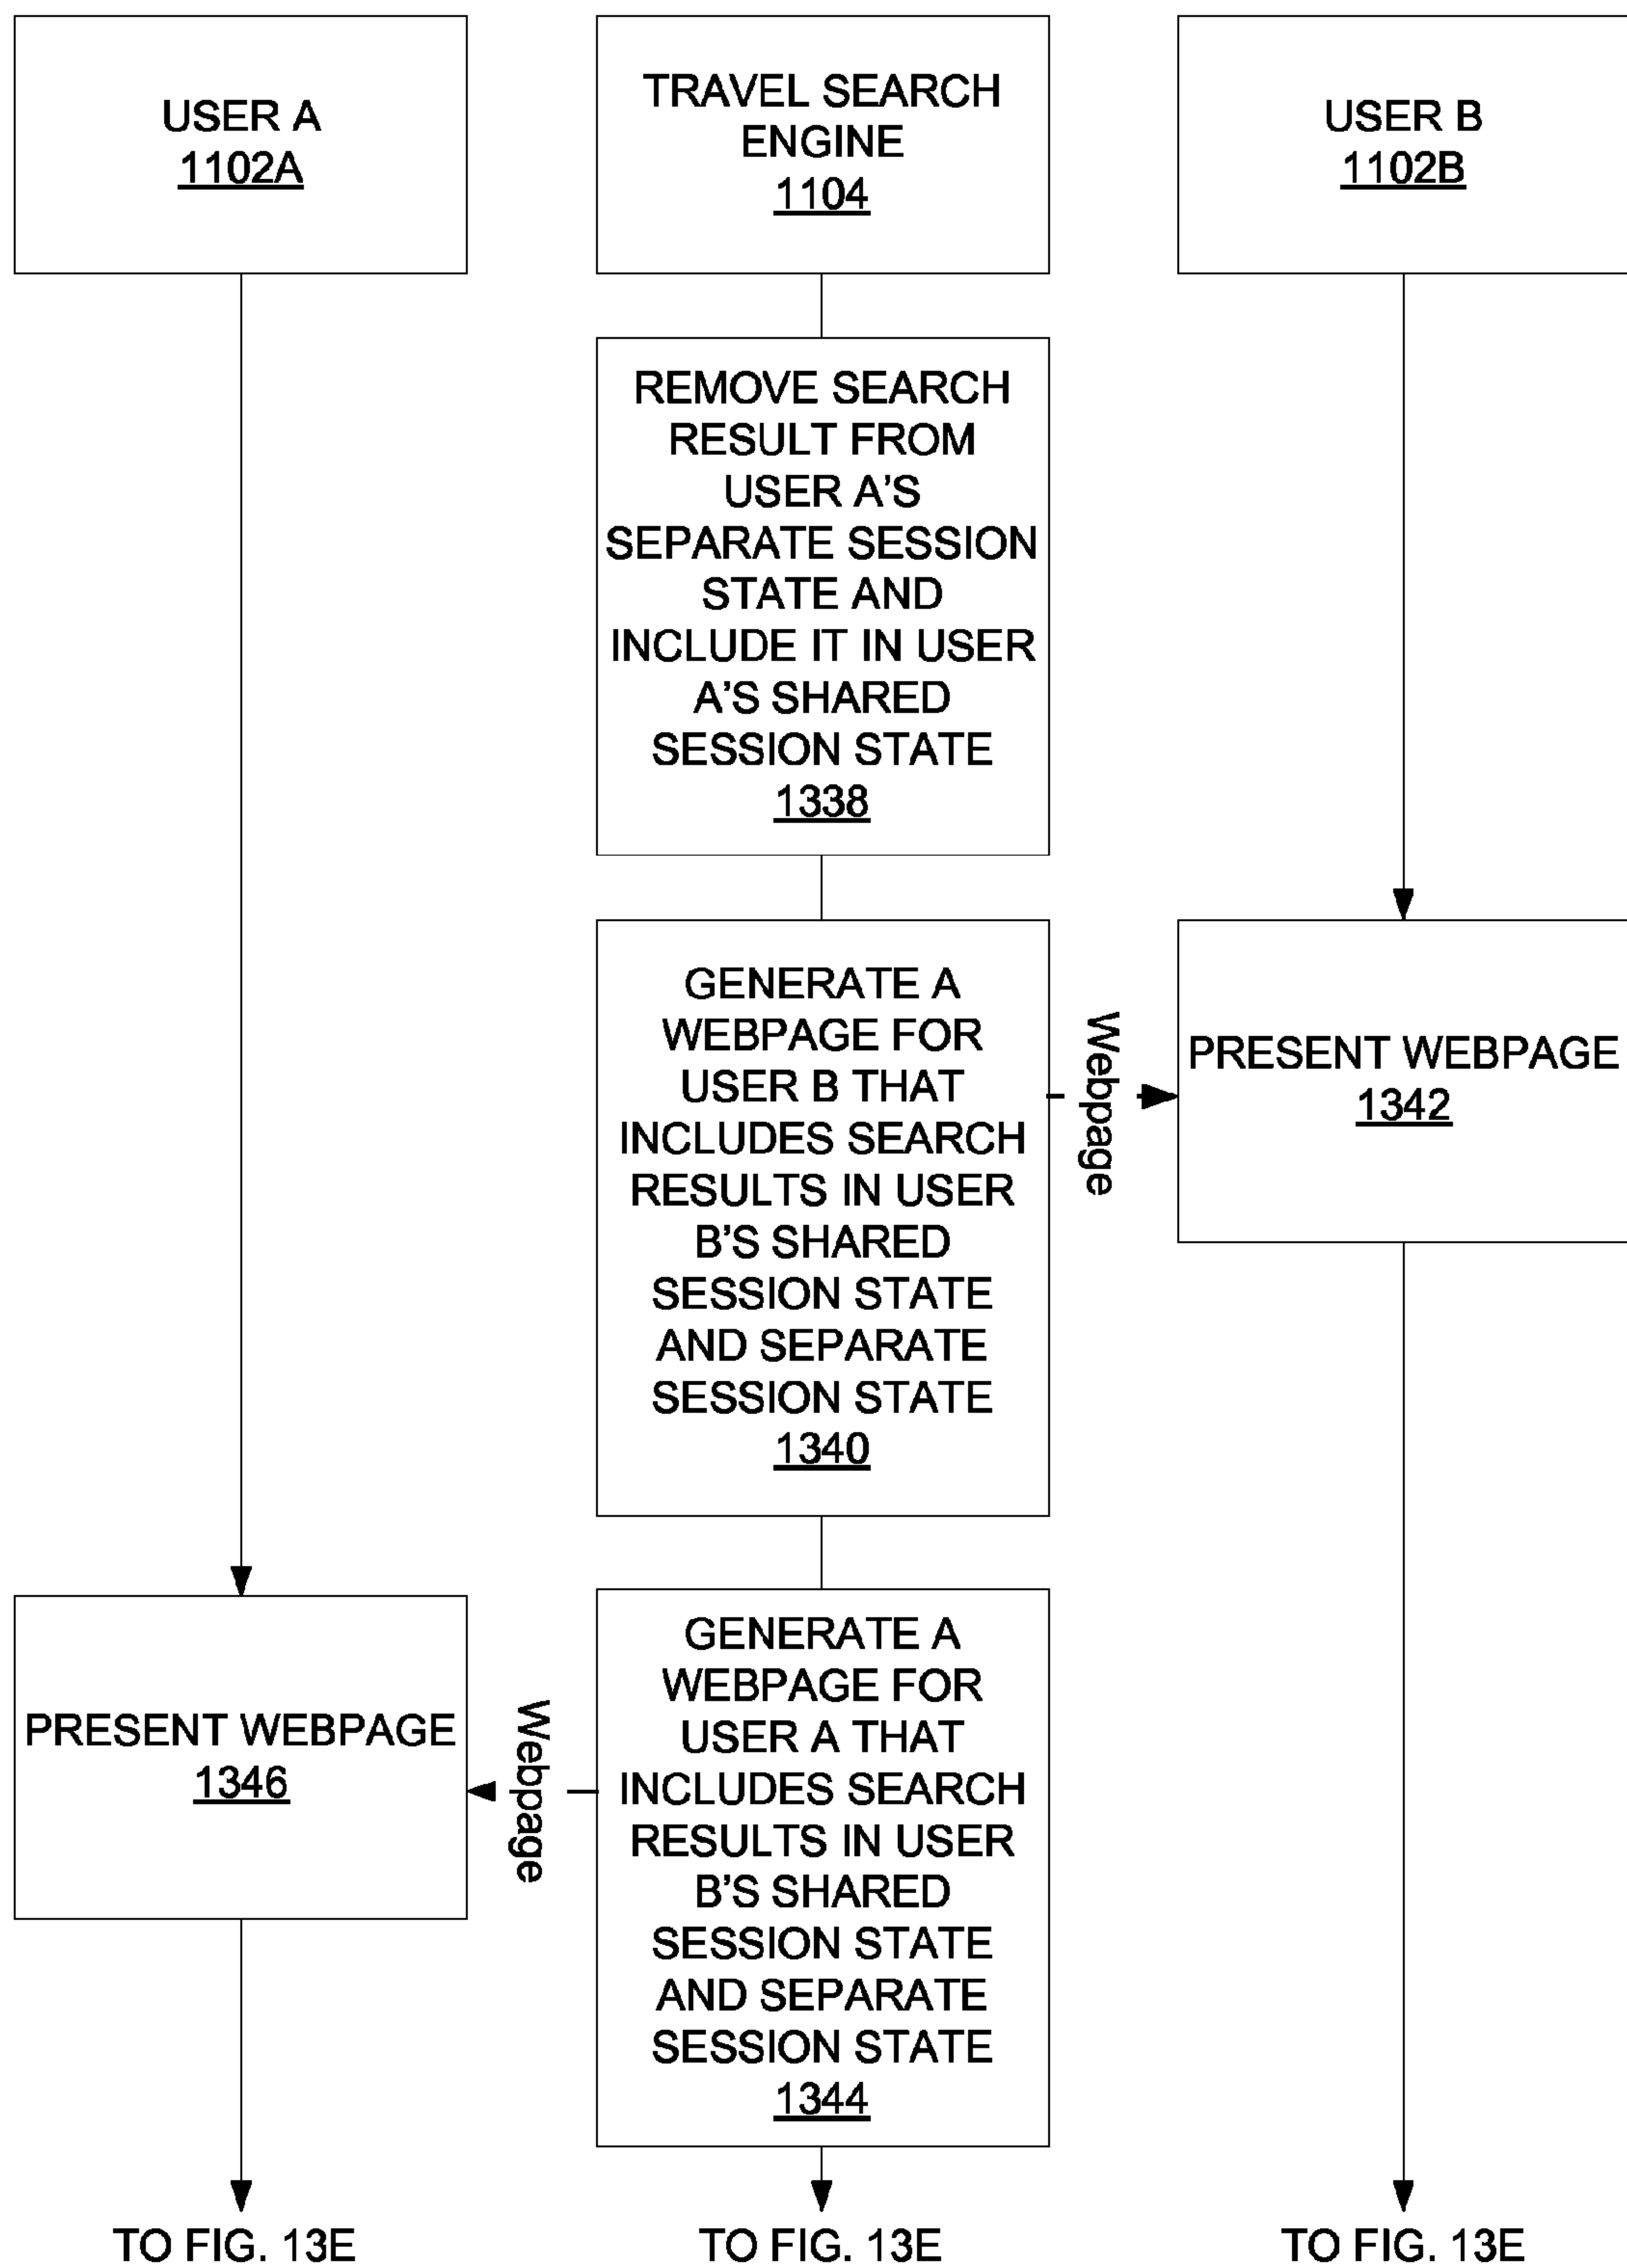 USER A
1102A
TRAVEL SEARCH
ENGINE
1104
USER B
1102B
REMOVE SEARCH
RESULT FROM
USER A'S
SEPARATE SESSION
STATE AND
INCLUDE IT IN USER
A'S SHARED
SESSION STATE
1338
GENERATE A
WEBPAGE FOR
USER B THAT
INCLUDES SEARCH
RESULTS IN USER
B'S SHARED
SESSION STATE
AND SEPARATE
SESSION STATE
1340
Webpage
PRESENT WEBPAGE
1342
PRESENT WEBPAGE
1346
Webpage
GENERATE A
WEBPAGE FOR
USER A THAT
INCLUDES SEARCH
RESULTS IN USER
B'S SHARED
SESSION STATE
AND SEPARATE
SESSION STATE
1344
TO FIG. 13E
TO FIG. 13E
TO FIG. 13E